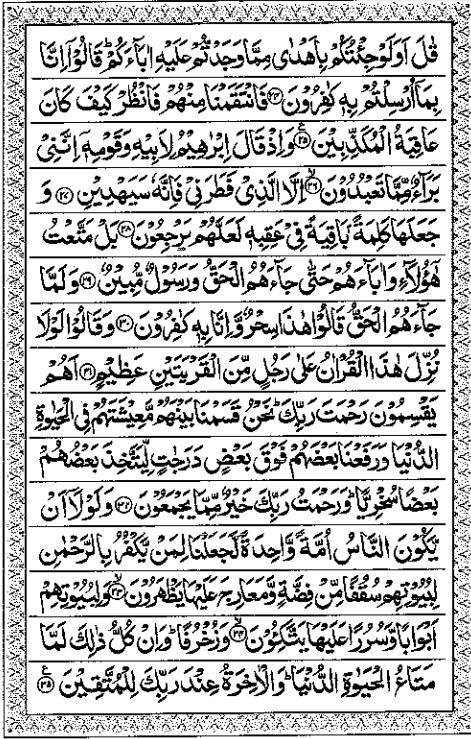 قٰلَ اَوَلَوْ جِئْتُكُمْ بِاَهْدٰى مِمَّا وَجَدْتُّمْ عَلَيْهِ اٰبَآءَكُمْ ؕ قَالُوْۤا اِنَّا
بِمَاۤ اُرْسِلْتُمْ بِهٖ كٰفِرُوْنَ ﴿۲۴﴾ فَانْتَقَمْنَا مِنْهُمْ فَانْظُرْ كَيْفَ كَانَ
عَاقِبَةُ الْمُكَذِّبِيْنَ ﴿۲۵﴾ وَاِذْ قَالَ اِبْرٰهِيْمُ لِاَبِيْهِ وَقَوْمِهٖۤ اِنَّنِيْ
بَرَآءٌ مِّمَّا تَعْبُدُوْنَ ﴿۲۶﴾ اِلَّا الَّذِيْ فَطَرَنِيْ فَاِنَّهٗ سَيَهْدِيْنِ ﴿۲۷﴾ وَ
جَعَلَهَا كَلِمَةًۢ بَاقِيَةً فِيْ عَقِبِهٖ لَعَلَّهُمْ يَرْجِعُوْنَ ﴿۲۸﴾ بَلْ مَتَّعْتُ
هٰۤؤُلَآءِ وَاٰبَآءَهُمْ حَتّٰى جَآءَهُمُ الْحَقُّ وَرَسُوْلٌ مُّبِيْنٌ ﴿۲۹﴾ وَلَمَّا
جَآءَهُمُ الْحَقُّ قَالُوْا هٰذَا سِحْرٌ وَّاِنَّا بِهٖ كٰفِرُوْنَ ﴿۳۰﴾ وَقَالُوْا لَوْلَا
نُزِّلَ هٰذَا الْقُرْاٰنُ عَلٰى رَجُلٍ مِّنَ الْقَرْيَتَيْنِ عَظِيْمٍ ﴿۳۱﴾ اَهُمْ
يَقْسِمُوْنَ رَحْمَتَ رَبِّكَ ؕ نَحْنُ قَسَمْنَا بَيْنَهُمْ مَّعِيْشَتَهُمْ فِي الْحَيٰوةِ
الدُّنْيَا وَرَفَعْنَا بَعْضَهُمْ فَوْقَ بَعْضٍ دَرَجٰتٍ لِّيَتَّخِذَ بَعْضُهُمْ
بَعْضًا سُخْرِيًّا ؕ وَرَحْمَتُ رَبِّكَ خَيْرٌ مِّمَّا يَجْمَعُوْنَ ﴿۳۲﴾ وَلَوْلَاۤ اَنْ
يَّكُوْنَ النَّاسُ اُمَّةً وَّاحِدَةً لَّجَعَلْنَا لِمَنْ يَّكْفُرُ بِالرَّحْمٰنِ
لِبُيُوْتِهِمْ سُقُفًا مِّنْ فِضَّةٍ وَّمَعَارِجَ عَلَيْهَا يَظْهَرُوْنَ ﴿۳۳﴾ وَلِبُيُوْتِهِمْ
اَبْوَابًا وَّسُرُرًا عَلَيْهَا يَتَّكِـُٔوْنَ ﴿۳۴﴾ وَزُخْرُفًا ؕ وَاِنْ كُلُّ ذٰلِكَ لَمَّا
مَتَاعُ الْحَيٰوةِ الدُّنْيَا ؕ وَالْاٰخِرَةُ عِنْدَ رَبِّكَ لِلْمُتَّقِيْنَ ﴿۳۵﴾